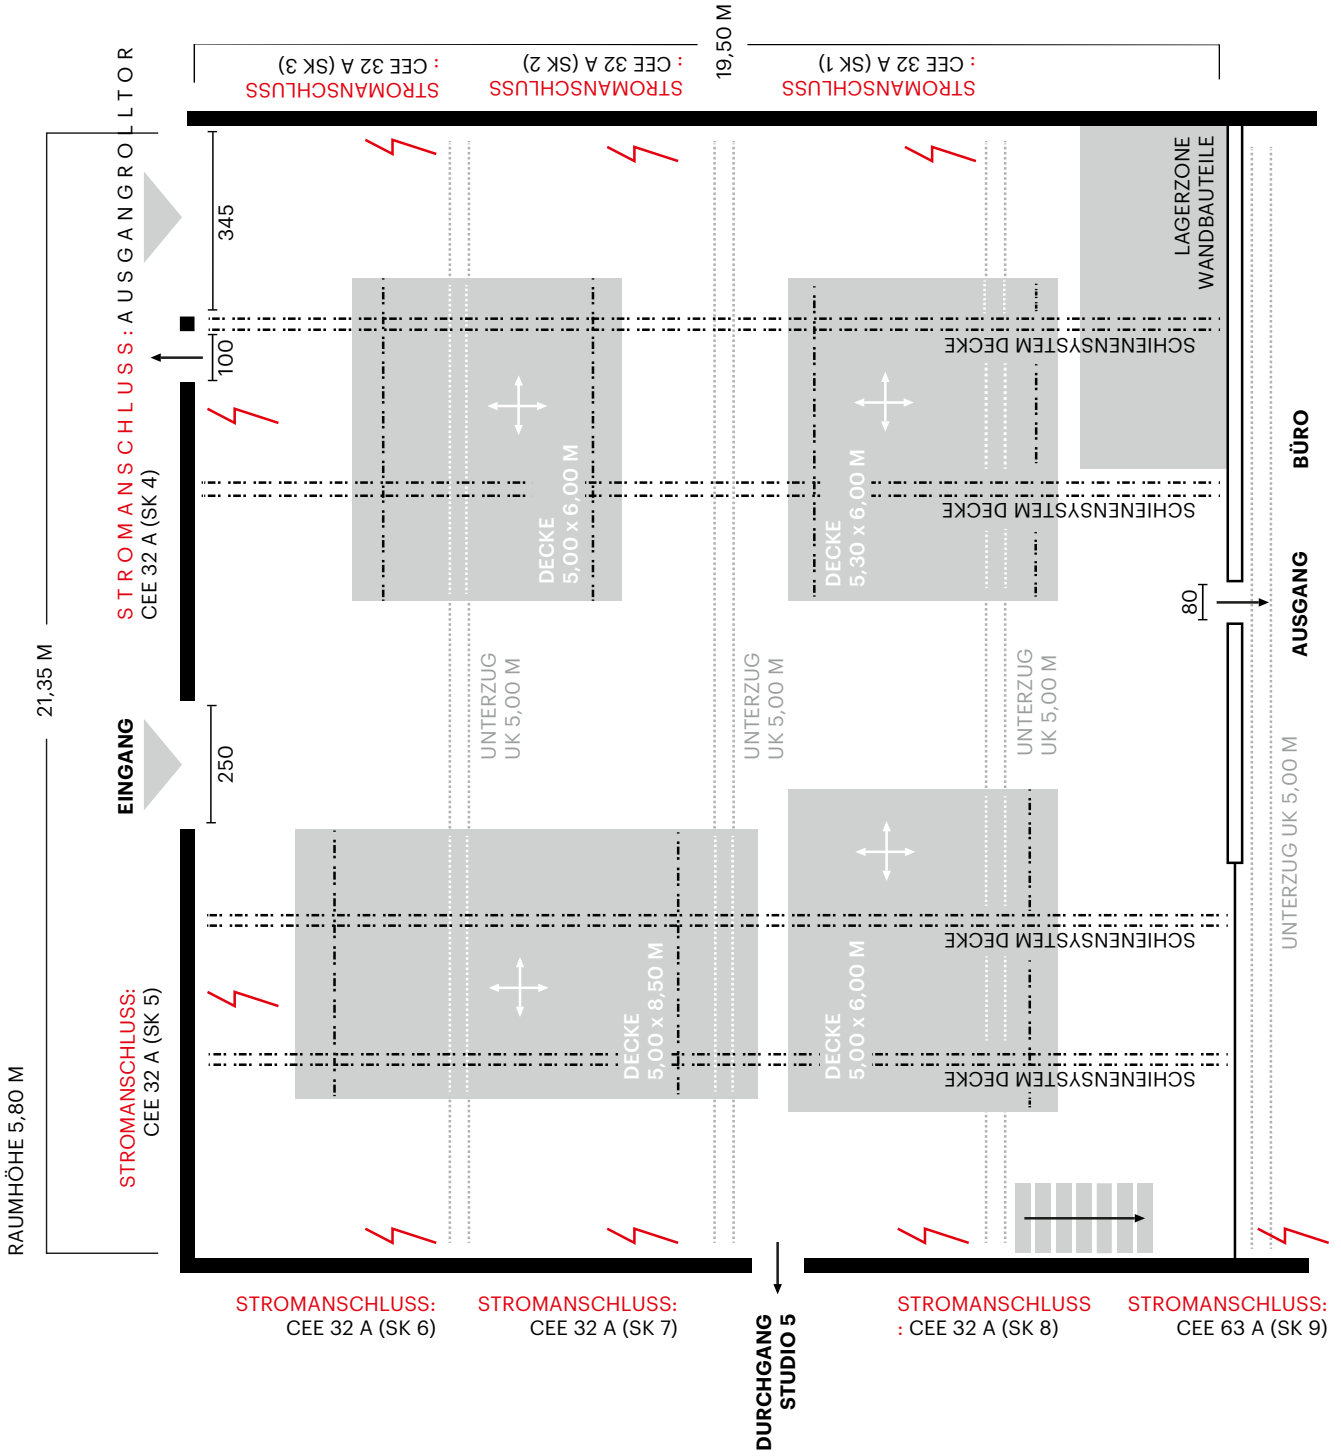 19,50 M
STROMANSCHLUSS
: CEE 32 A (SK 3)
STROMANSCHLUSS
: CEE 32 A (SK 2)
STROMANSCHLUSS
: CEE 32 A (SK 1)
AUSGANGROLLTOR
STROMANSCHLUSS:
CEE 32 A (SK 4)
345
100
LAGERZONE
WANDBAUTEILE
SCHIENENSYSTEM DECKE
SCHIENENSYSTEM DECKE
DECKE
5,00 x 6,00 M
DECKE
5,30 x 6,00 M
BÜRO
AUSGANG
80
21,35 M
EINGANG
250
UNTERZUG
UK 5,00 M
UNTERZUG
UK 5,00 M
UNTERZUG
UK 5,00 M
UNTERZUG UK 5,00 M
SCHIENENSYSTEM DECKE
SCHIENENSYSTEM DECKE
DECKE
5,00 x 8,50 M
DECKE
5,00 x 6,00 M
STROMANSCHLUSS:
CEE 32 A (SK 5)
RAUMHÖHE 5,80 M
STROMANSCHLUSS:
CEE 32 A (SK 6)
STROMANSCHLUSS:
CEE 32 A (SK 7)
DURCHGANG
STUDIO 5
STROMANSCHLUSS
: CEE 32 A (SK 8)
STROMANSCHLUSS:
CEE 63 A (SK 9)